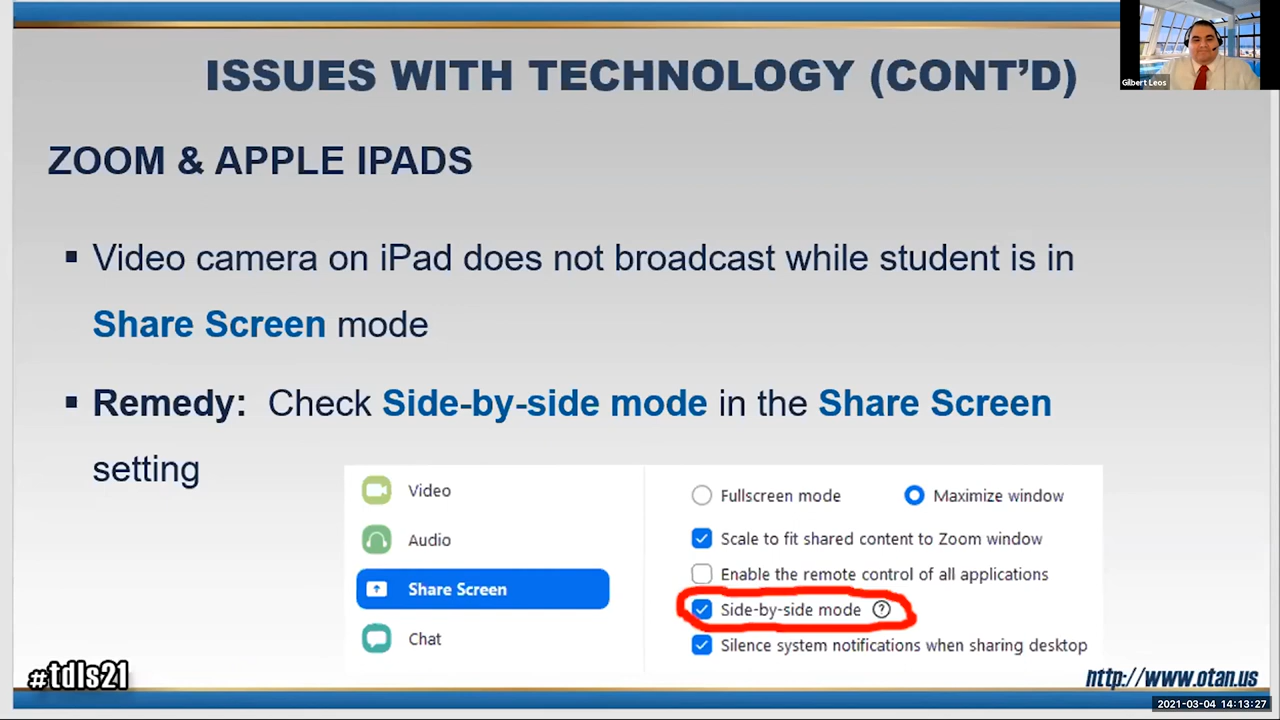 ISSUES WITH TECHNOLOGY (CONT'D)
Gilbert Leos
ZOOM & APPLE IPADS
▪ Video camera on iPad does not broadcast while student is in
Share Screen mode
▪ Remedy: Check Side-by-side mode in the Share Screen
setting
Video
Audio
Share Screen
Chat
Fullscreen mode Maximize window
Scale to fit shared content to Zoom window
Enable the remote control of all applications
Side-by-side mode ?
Silence system notifications when sharing desktop
#tdls21
http://www.otan.us
2021-03-04 14:13:27